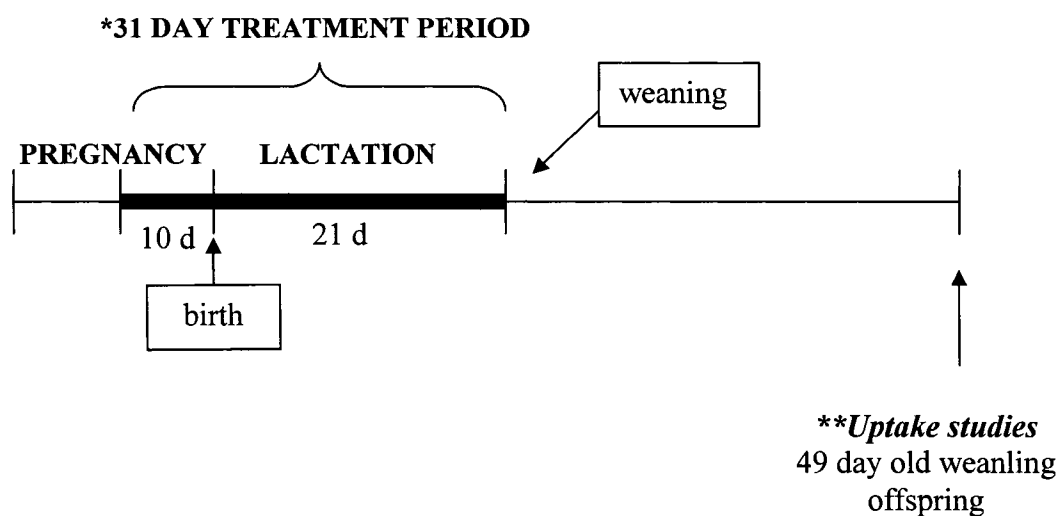 *31 DAY TREATMENT PERIOD
weaning
PREGNANCY LACTATION
10 d 21 d
birth
**Uptake studies
49 day old weanling
offspring